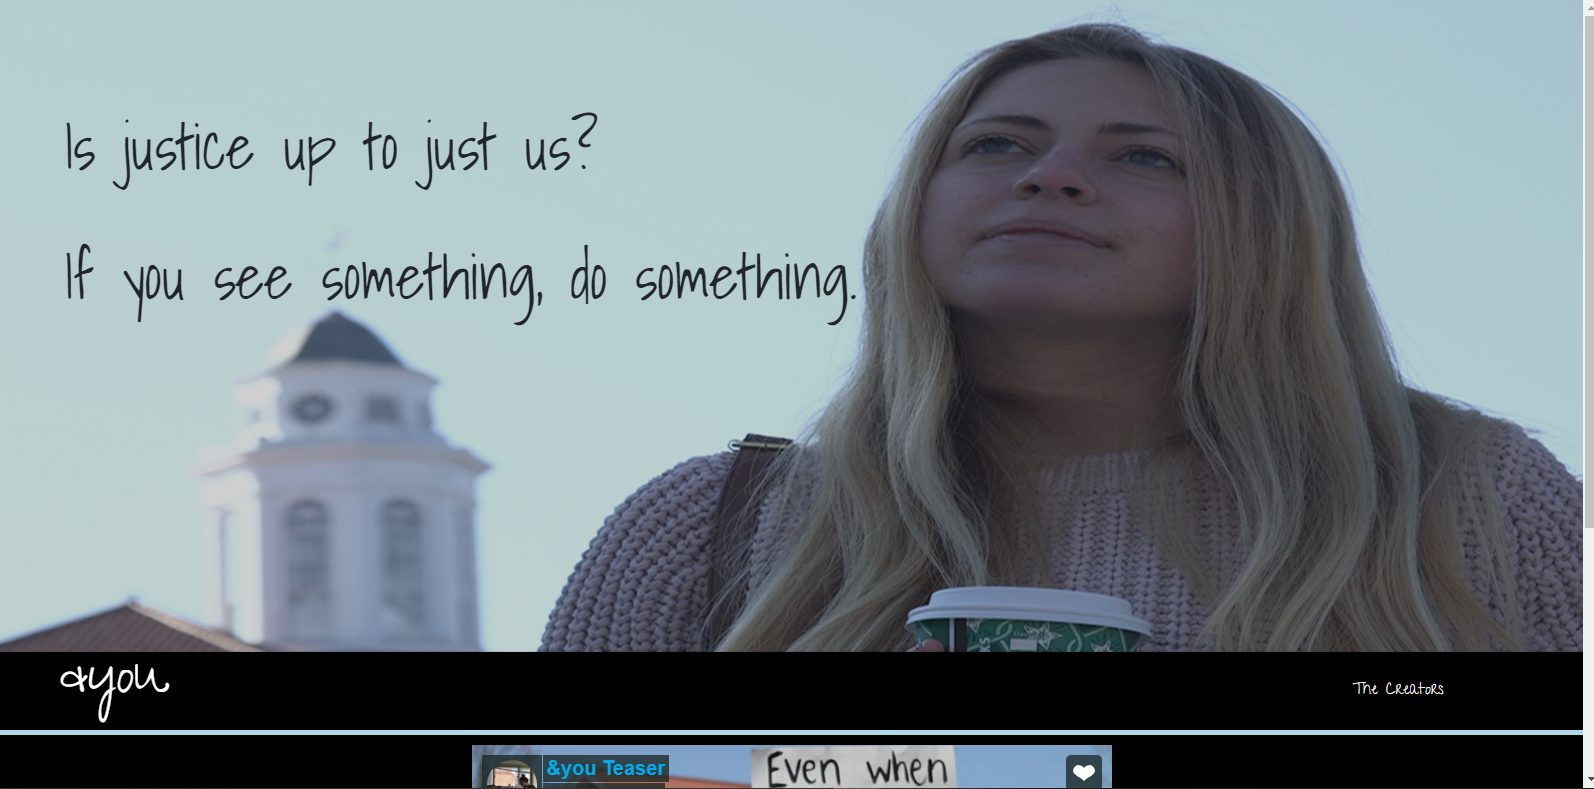 Is justice up to just us?
If you see something, do something.
&you
The Creators
&you Teaser
Even when